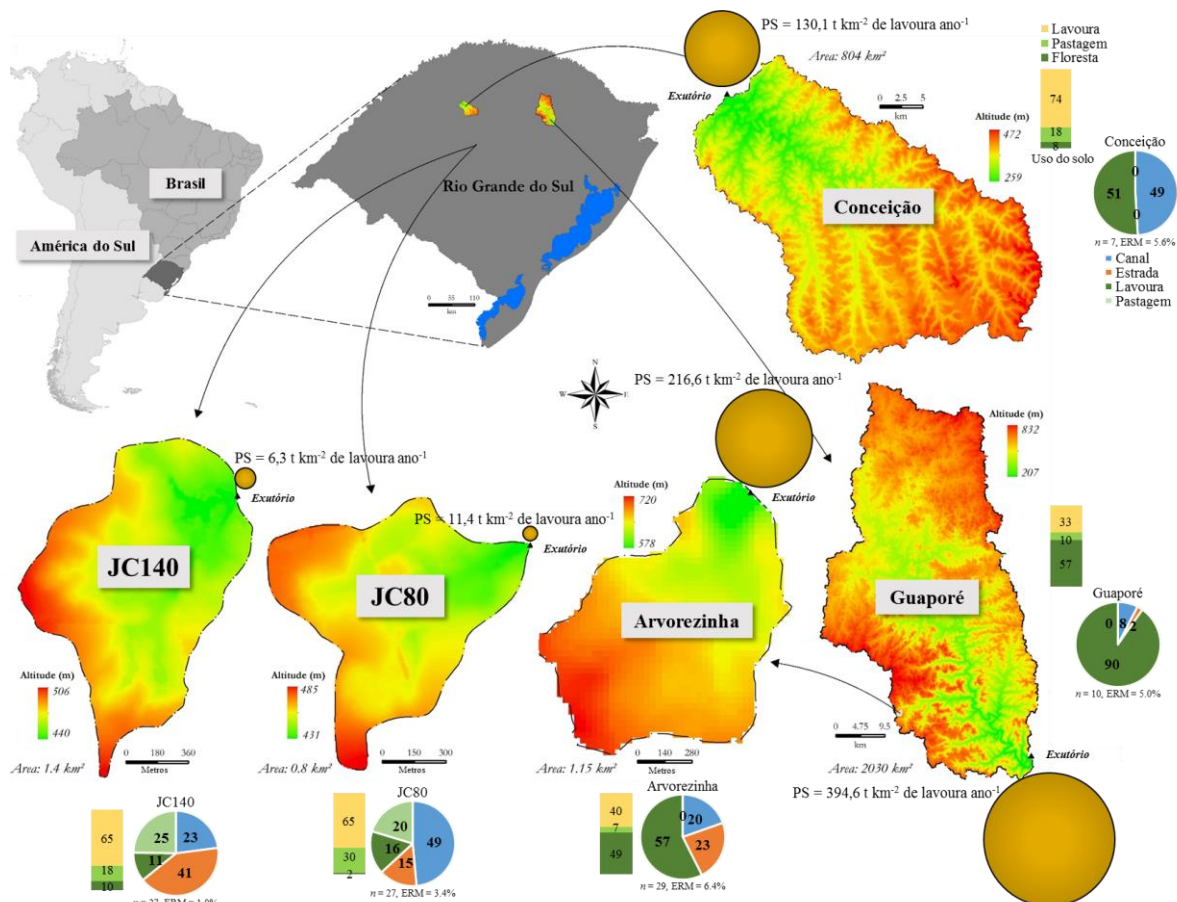 PS = 130,1 t km⁻² de lavoura ano⁻¹
Area: 804 km²
Exutório
0 2.5 5
km
Altitude (m)
472
259
Conceição
Lavoura
Pastagem
Floresta
74
18
8
Uso do solo
Conceição
0
51
49
0
n = 7, ERM = 5.6%
Canal
Estrada
Lavoura
Pastagem
Brasil
América do Sul
Rio Grande do Sul
0 55 110
km
N
W E
S
PS = 216,6 t km⁻² de lavoura ano⁻¹
Exutório
Altitude (m)
720
578
Arvorezinha
0 140 280
Metros
Area: 1.15 km²
Arvorezinha
40
7
49
0
20
57
23
n = 29, ERM = 6.4%
Altitude (m)
832
207
Guaporé
0 4.75 9.5
km
Area: 2030 km²
Exutório
PS = 394,6 t km⁻² de lavoura ano⁻¹
33
10
57
Guaporé
0
8
2
90
n = 10, ERM = 5.0%
PS = 6,3 t km⁻² de lavoura ano⁻¹
Exutório
JC140
Altitude (m)
506
440
0 180 360
Metros
Area: 1.4 km²
JC140
65
18
10
25
23
11
41
PS = 11,4 t km⁻² de lavoura ano⁻¹
Exutório
JC80
Altitude (m)
485
431
0 150 300
Metros
Area: 0.8 km²
JC80
65
30
2
20
49
16
15
n = 27, ERM = 3.4%